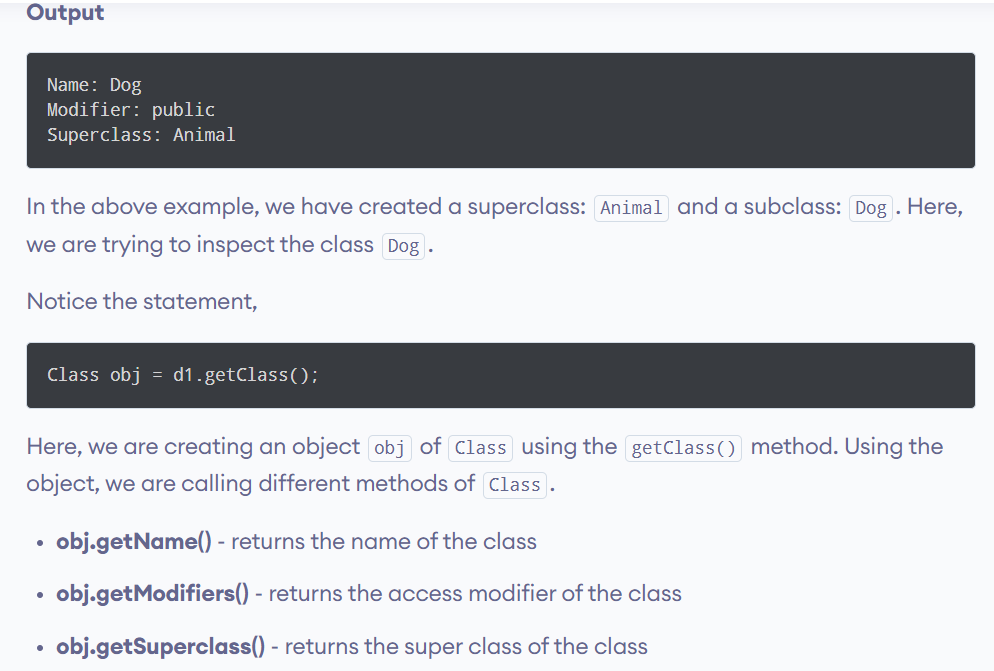 Output
Name: Dog
Modifier: public
Superclass: Animal
In the above example, we have created a superclass: Animal and a subclass: Dog. Here,
we are trying to inspect the class Dog.
Notice the statement,
Class obj = d1.getClass();
Here, we are creating an object obj of Class using the getClass() method. Using the
object, we are calling different methods of Class.
• obj.getName() - returns the name of the class
• obj.getModifiers() - returns the access modifier of the class
• obj.getSuperclass() - returns the super class of the class